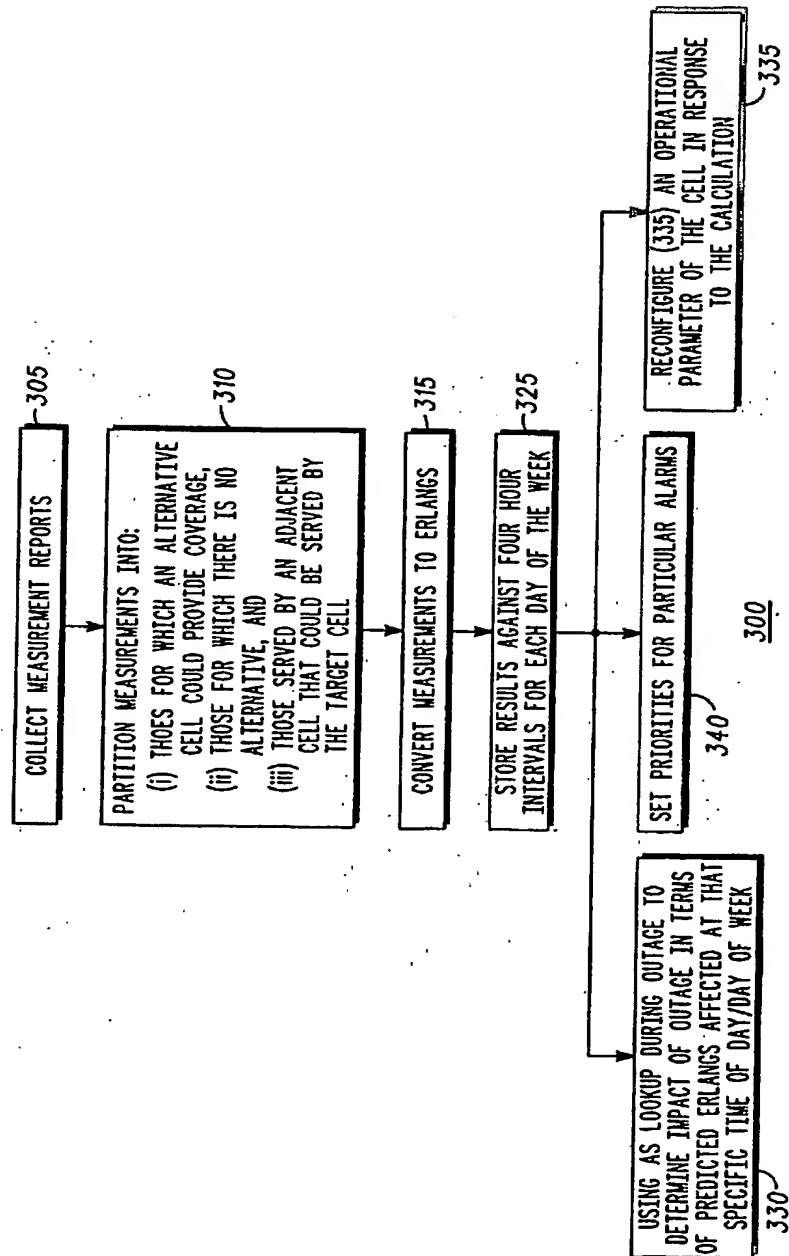 COLLECT MEASUREMENT REPORTS
305
PARTITION MEASUREMENTS INTO:
(i) THOES FOR WHICH AN ALTERNATIVE
CELL COULD PROVIDE COVERAGE,
(ii) THOSE FOR WHICH THERE IS NO
ALTERNATIVE, AND
(iii) THOSE SERVED BY AN ADJACENT
CELL THAT COULD BE SERVED BY
THE TARGET CELL
310
CONVERT MEASUREMENTS TO ERLANGS
315
STORE RESULTS AGAINST FOUR HOUR
INTERVALS FOR EACH DAY OF THE WEEK
325
USING AS LOOKUP DURING OUTAGE TO
DETERMINE IMPACT OF OUTAGE IN TERMS
OF PREDICTED ERLANGS AFFECTED AT THAT
SPECIFIC TIME OF DAY/DAY OF WEEK
330
SET PRIORITIES FOR PARTICULAR ALARMS
340
RECONFIGURE (335) AN OPERATIONAL
PARAMETER OF THE CELL IN RESPONSE
TO THE CALCULATION
335
300